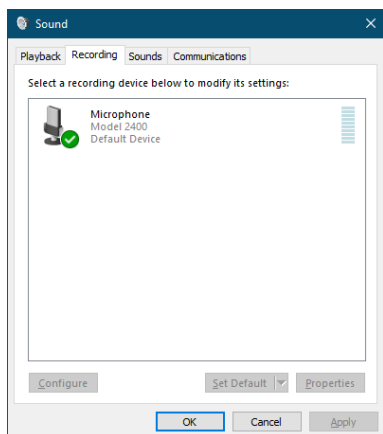 Sound
Playback Recording Sounds Communications
Select a recording device below to modify its settings:
Microphone
Model 2400
Default Device
Configure Set Default Properties
OK Cancel Apply